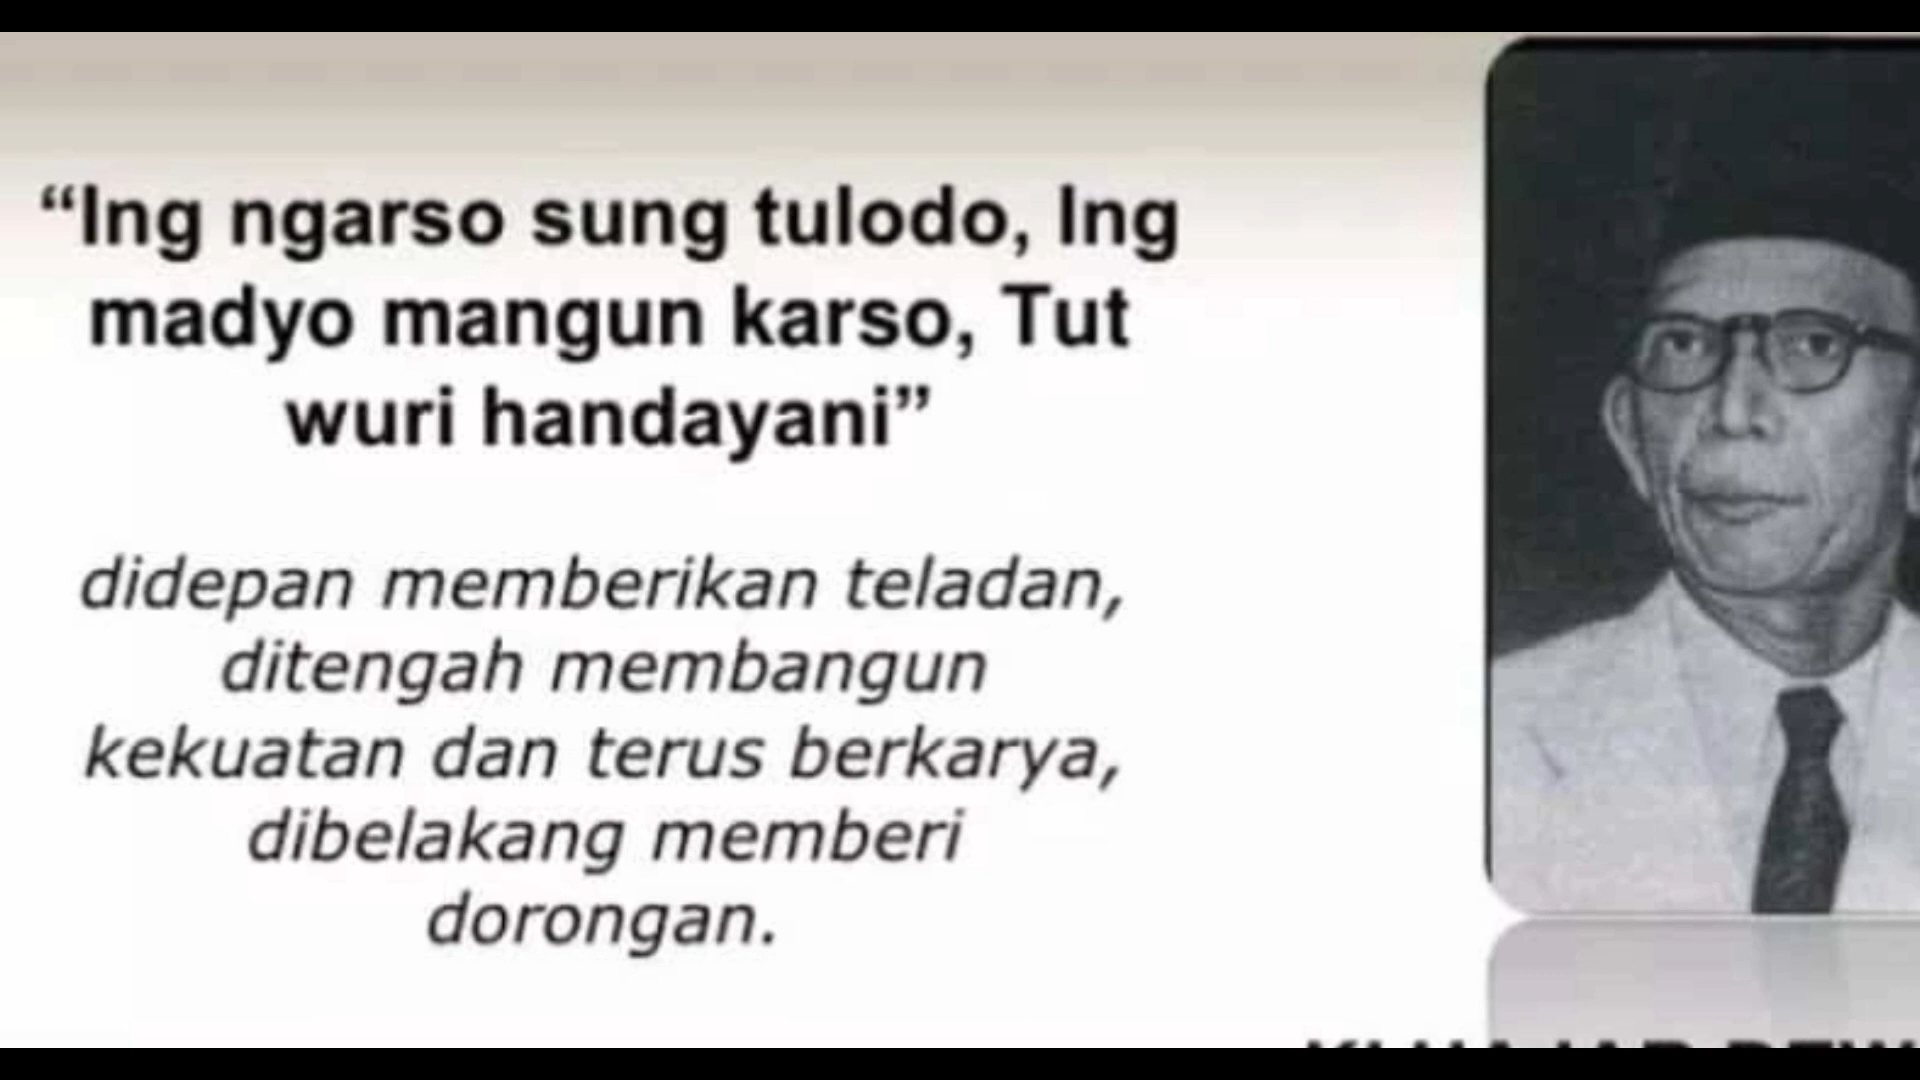 “Ing ngarso sung tulodo, Ing
madyo mangun karso, Tut
wuri handayani”
didepan memberikan teladan,
ditengah membangun
kekuatan dan terus berkarya,
dibelakang memberi
dorongan.